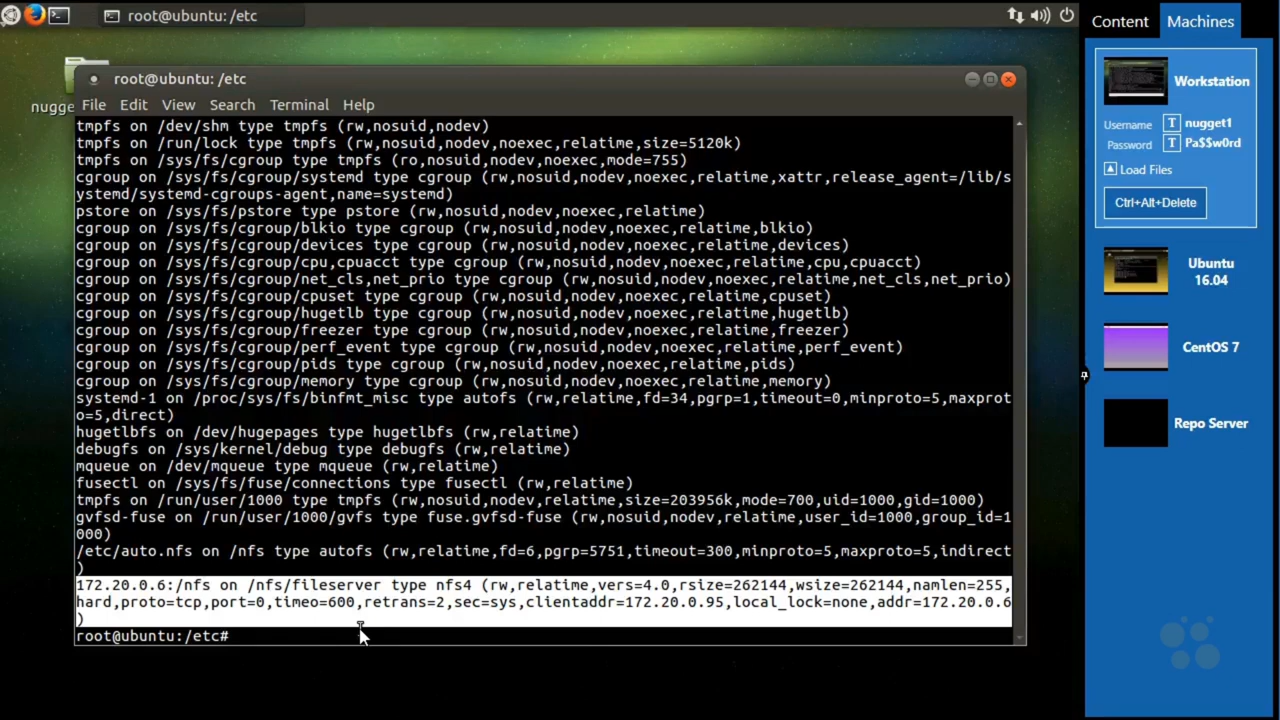 root@ubuntu: /etc
Content
Machines
nugge
root@ubuntu: /etc
File Edit View Search Terminal Help
tmpfs on /dev/shm type tmpfs (rw,nosuid,nodev)
tmpfs on /run/lock type tmpfs (rw,nosuid,nodev,noexec,relatime,size=5120k)
tmpfs on /sys/fs/cgroup type tmpfs (ro,nosuid,nodev,noexec,mode=755)
cgroup on /sys/fs/cgroup/systemd type cgroup (rw,nosuid,nodev,noexec,relatime,xattr,release_agent=/lib/s
ystemd/systemd-cgroups-agent,name=systemd)
pstore on /sys/fs/pstore type pstore (rw,nosuid,nodev,noexec,relatime)
cgroup on /sys/fs/cgroup/blkio type cgroup (rw,nosuid,nodev,noexec,relatime,blkio)
cgroup on /sys/fs/cgroup/devices type cgroup (rw,nosuid,nodev,noexec,relatime,devices)
cgroup on /sys/fs/cgroup/cpu,cpuacct type cgroup (rw,nosuid,nodev,noexec,relatime,cpu,cpuacct)
cgroup on /sys/fs/cgroup/net_cls,net_prio type cgroup (rw,nosuid,nodev,noexec,relatime,net_cls,net_prio)
cgroup on /sys/fs/cgroup/cpuset type cgroup (rw,nosuid,nodev,noexec,relatime,cpuset)
cgroup on /sys/fs/cgroup/hugetlb type cgroup (rw,nosuid,nodev,noexec,relatime,hugetlb)
cgroup on /sys/fs/cgroup/freezer type cgroup (rw,nosuid,nodev,noexec,relatime,freezer)
cgroup on /sys/fs/cgroup/perf_event type cgroup (rw,nosuid,nodev,noexec,relatime,perf_event)
cgroup on /sys/fs/cgroup/pids type cgroup (rw,nosuid,nodev,noexec,relatime,pids)
cgroup on /sys/fs/cgroup/memory type cgroup (rw,nosuid,nodev,noexec,relatime,memory)
systemd-1 on /proc/sys/fs/binfmt_misc type autofs (rw,relatime,fd=34,pgrp=1,timeout=0,minproto=5,maxprot
o=5,direct)
hugetlbfs on /dev/hugepages type hugetlbfs (rw,relatime)
debugfs on /sys/kernel/debug type debugfs (rw,relatime)
mqueue on /dev/mqueue type mqueue (rw,relatime)
fusectl on /sys/fs/fuse/connections type fusectl (rw,relatime)
tmpfs on /run/user/1000 type tmpfs (rw,nosuid,nodev,relatime,size=203956k,mode=700,uid=1000,gid=1000)
gvfsd-fuse on /run/user/1000/gvfs type fuse.gvfsd-fuse (rw,nosuid,nodev,relatime,user_id=1000,group_id=1
000)
/etc/auto.nfs on /nfs type autofs (rw,relatime,fd=6,pgrp=5751,timeout=300,minproto=5,maxproto=5,indirect
)
172.20.0.6:/nfs on /nfs/fileserver type nfs4 (rw,relatime,vers=4.0,rsize=262144,wsize=262144,namlen=255,
hard,proto=tcp,port=0,timeo=600,retrans=2,sec=sys,clientaddr=172.20.0.95,local_lock=none,addr=172.20.0.6
)
root@ubuntu:/etc#
Workstation
Username T nugget1
Password T Pa$$w0rd
Load Files
Ctrl+Alt+Delete
Ubuntu
16.04
CentOS 7
Repo Server